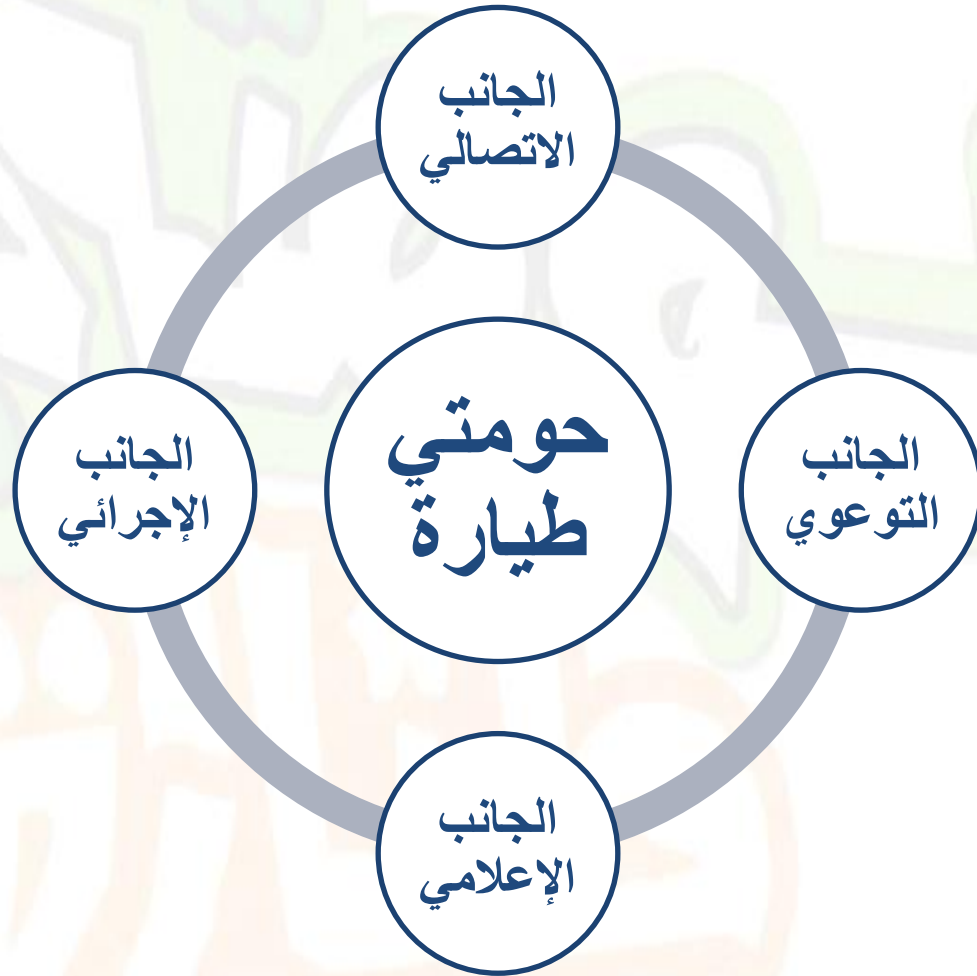 الجانب
الاتصالي
حومتي
طيارة
الجانب
التوعوي
الجانب
الإجرائي
الجانب
الإعلامي